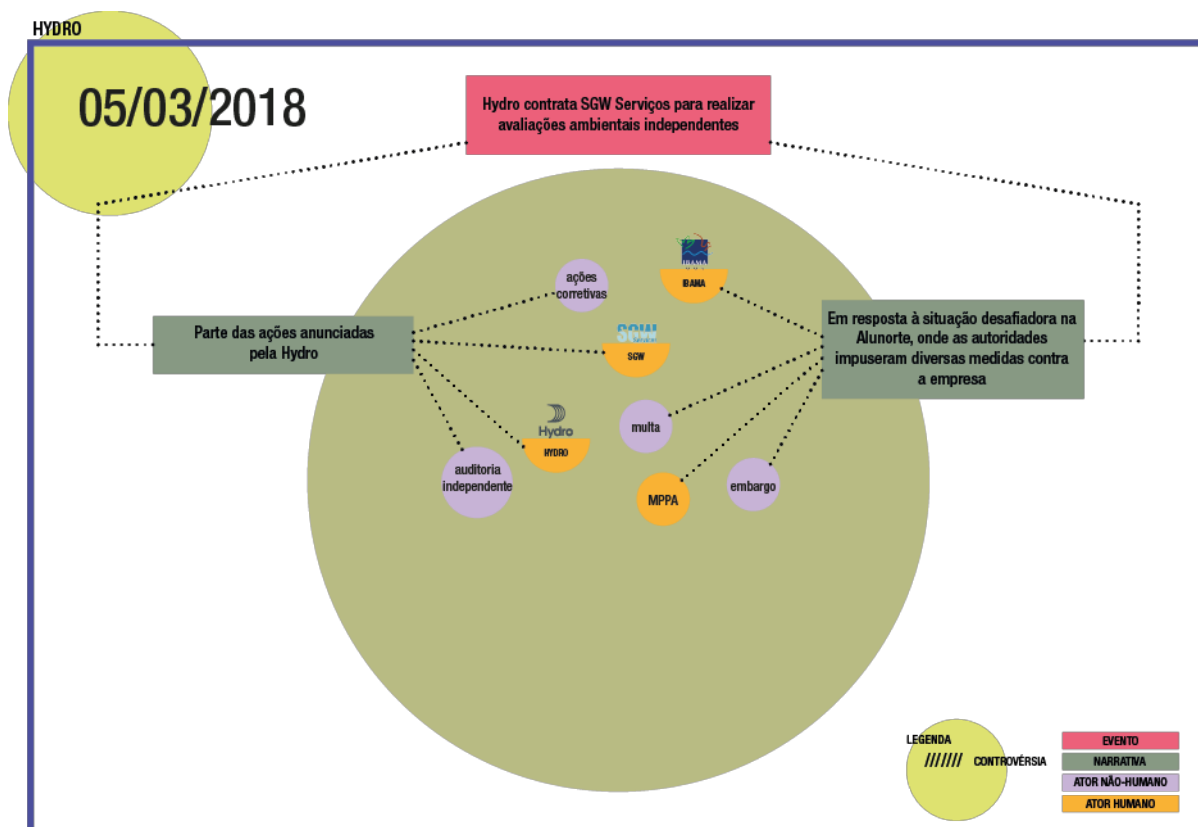 HYDRO
05/03/2018
Hydro contrata SGW Serviços para realizar
avaliações ambientais independentes
ações
corretivas
IBAMA
IBAMA
Parte das ações anunciadas
pela Hydro
SGW
SGW
Em resposta à situação desafiadora na
Alunorte, onde as autoridades
impuseram diversas medidas contra
a empresa
Hydro
HYDRO
multa
auditoria
independente
MPPA
embargo
LEGENDA
/////// CONTROVÉRSIA
EVENTO
NARRATIVA
ATOR NÃO-HUMANO
ATOR HUMANO